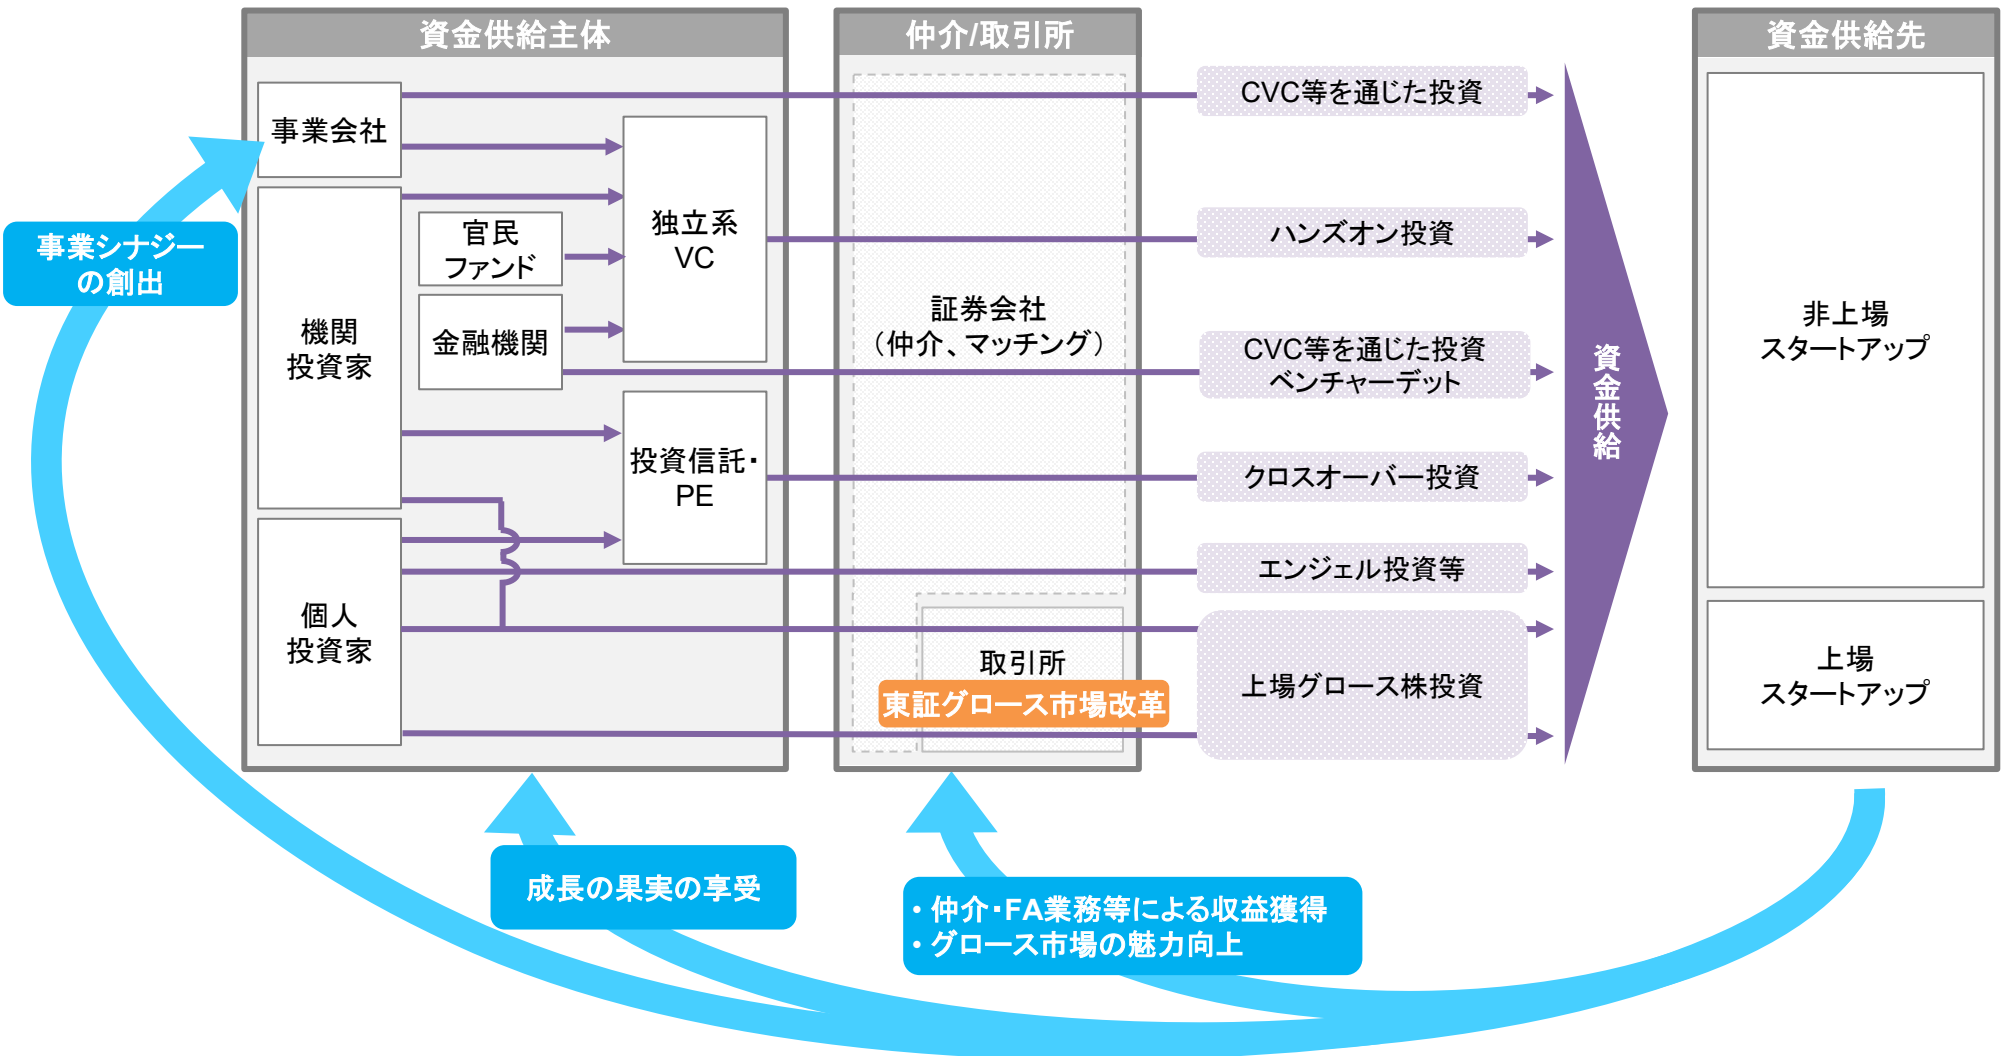 資金供給主体
仲介/取引所
資金供給先
事業会社
機関
投資家
個人
投資家
官民
ファンド
金融機関
独立系
VC
投資信託・
PE
証券会社
（仲介、マッチング）
取引所
東証グロース市場改革
CVC等を通じた投資
ハンズオン投資
CVC等を通じた投資
ベンチャーデット
クロスオーバー投資
エンジェル投資等
上場グロース株投資
資金供給
非上場
スタートアップ
上場
スタートアップ
事業シナジー
の創出
成長の果実の享受
・仲介・FA業務等による収益獲得
・グロース市場の魅力向上